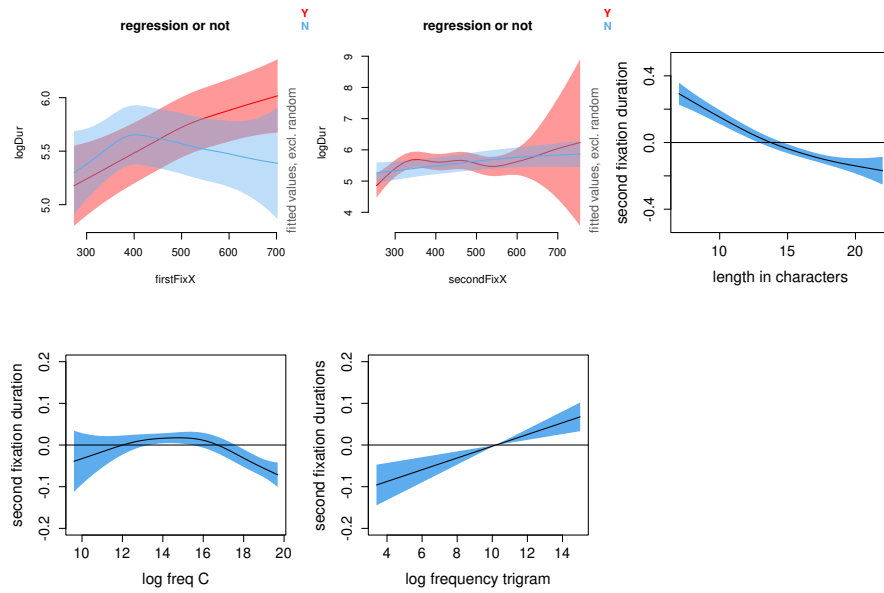 regression or not
Y
N
logDur
5.0 5.5 6.0
300 400 500 600 700
firstFixX
fitted values, excl. random
regression or not
Y
N
logDur
4 5 6 7 8 9
300 400 500 600 700
secondFixX
fitted values, excl. random
second fixation duration
-0.4 0.0 0.4
10 15 20
length in characters
second fixation duration
-0.2 -0.1 0.0 0.1 0.2
10 12 14 16 18 20
log freq C
second fixation durations
-0.2 -0.1 0.0 0.1 0.2
4 6 8 10 12 14
log frequency trigram